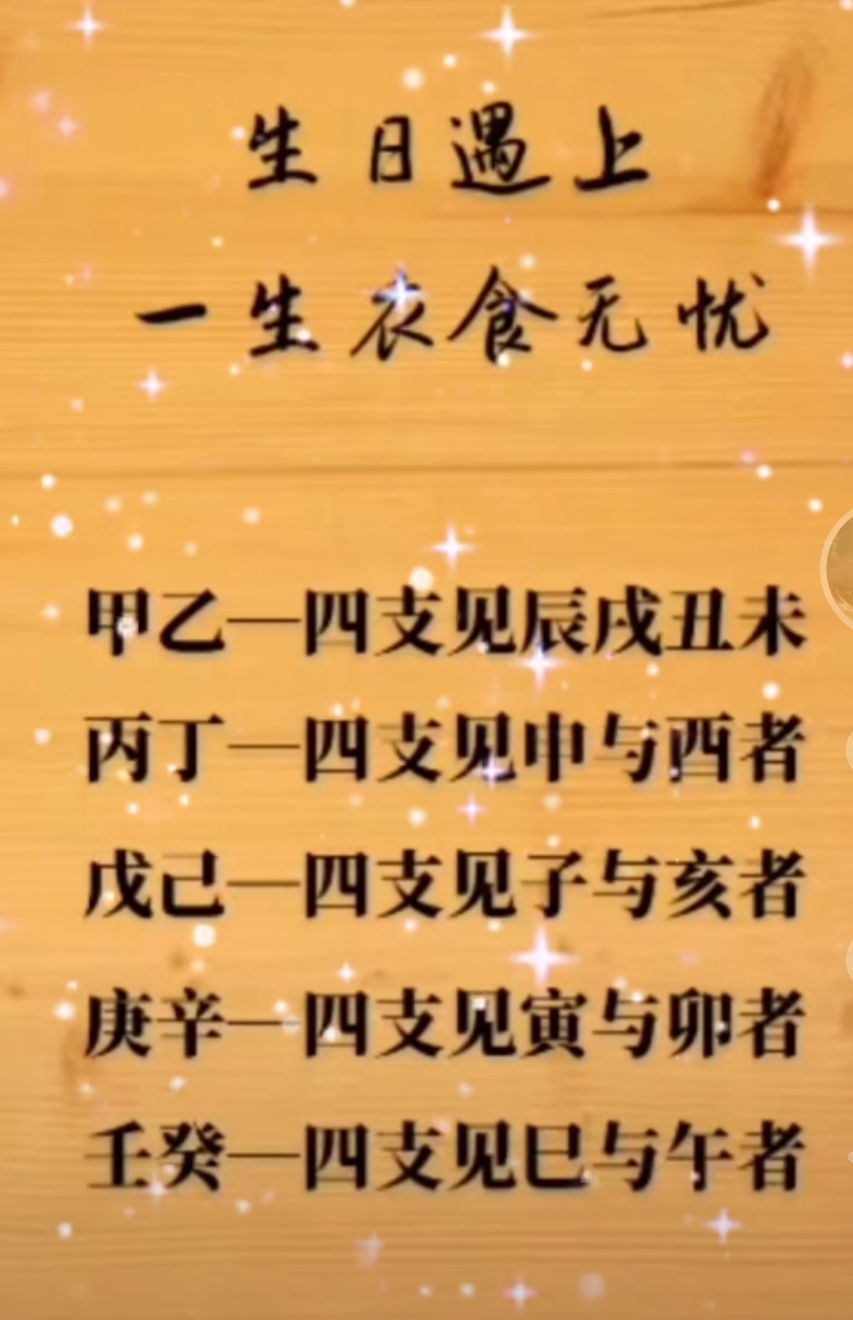 生日遇上
一生衣食无忧
甲乙—四支见辰戌丑未
丙丁—四支见申与酉者
戊己—四支见子与亥者
庚辛—四支见寅与卯者
壬癸—四支见巳与午者